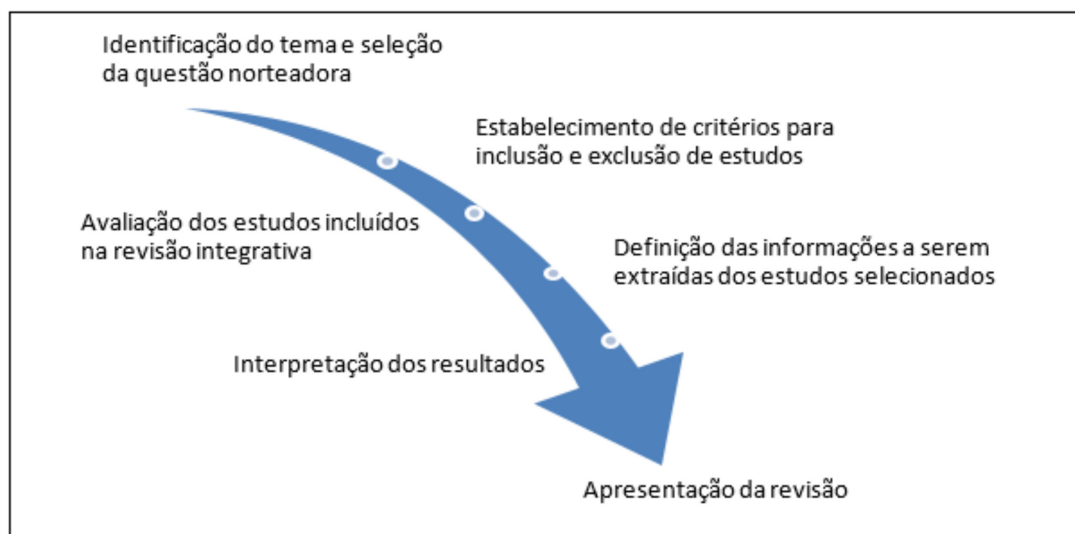 Identificação do tema e seleção
da questão norteadora
Estabelecimento de critérios para
inclusão e exclusão de estudos
Avaliação dos estudos incluídos
na revisão integrativa
Definição das informações a serem
extraídas dos estudos selecionados
Interpretação dos resultados
Apresentação da revisão